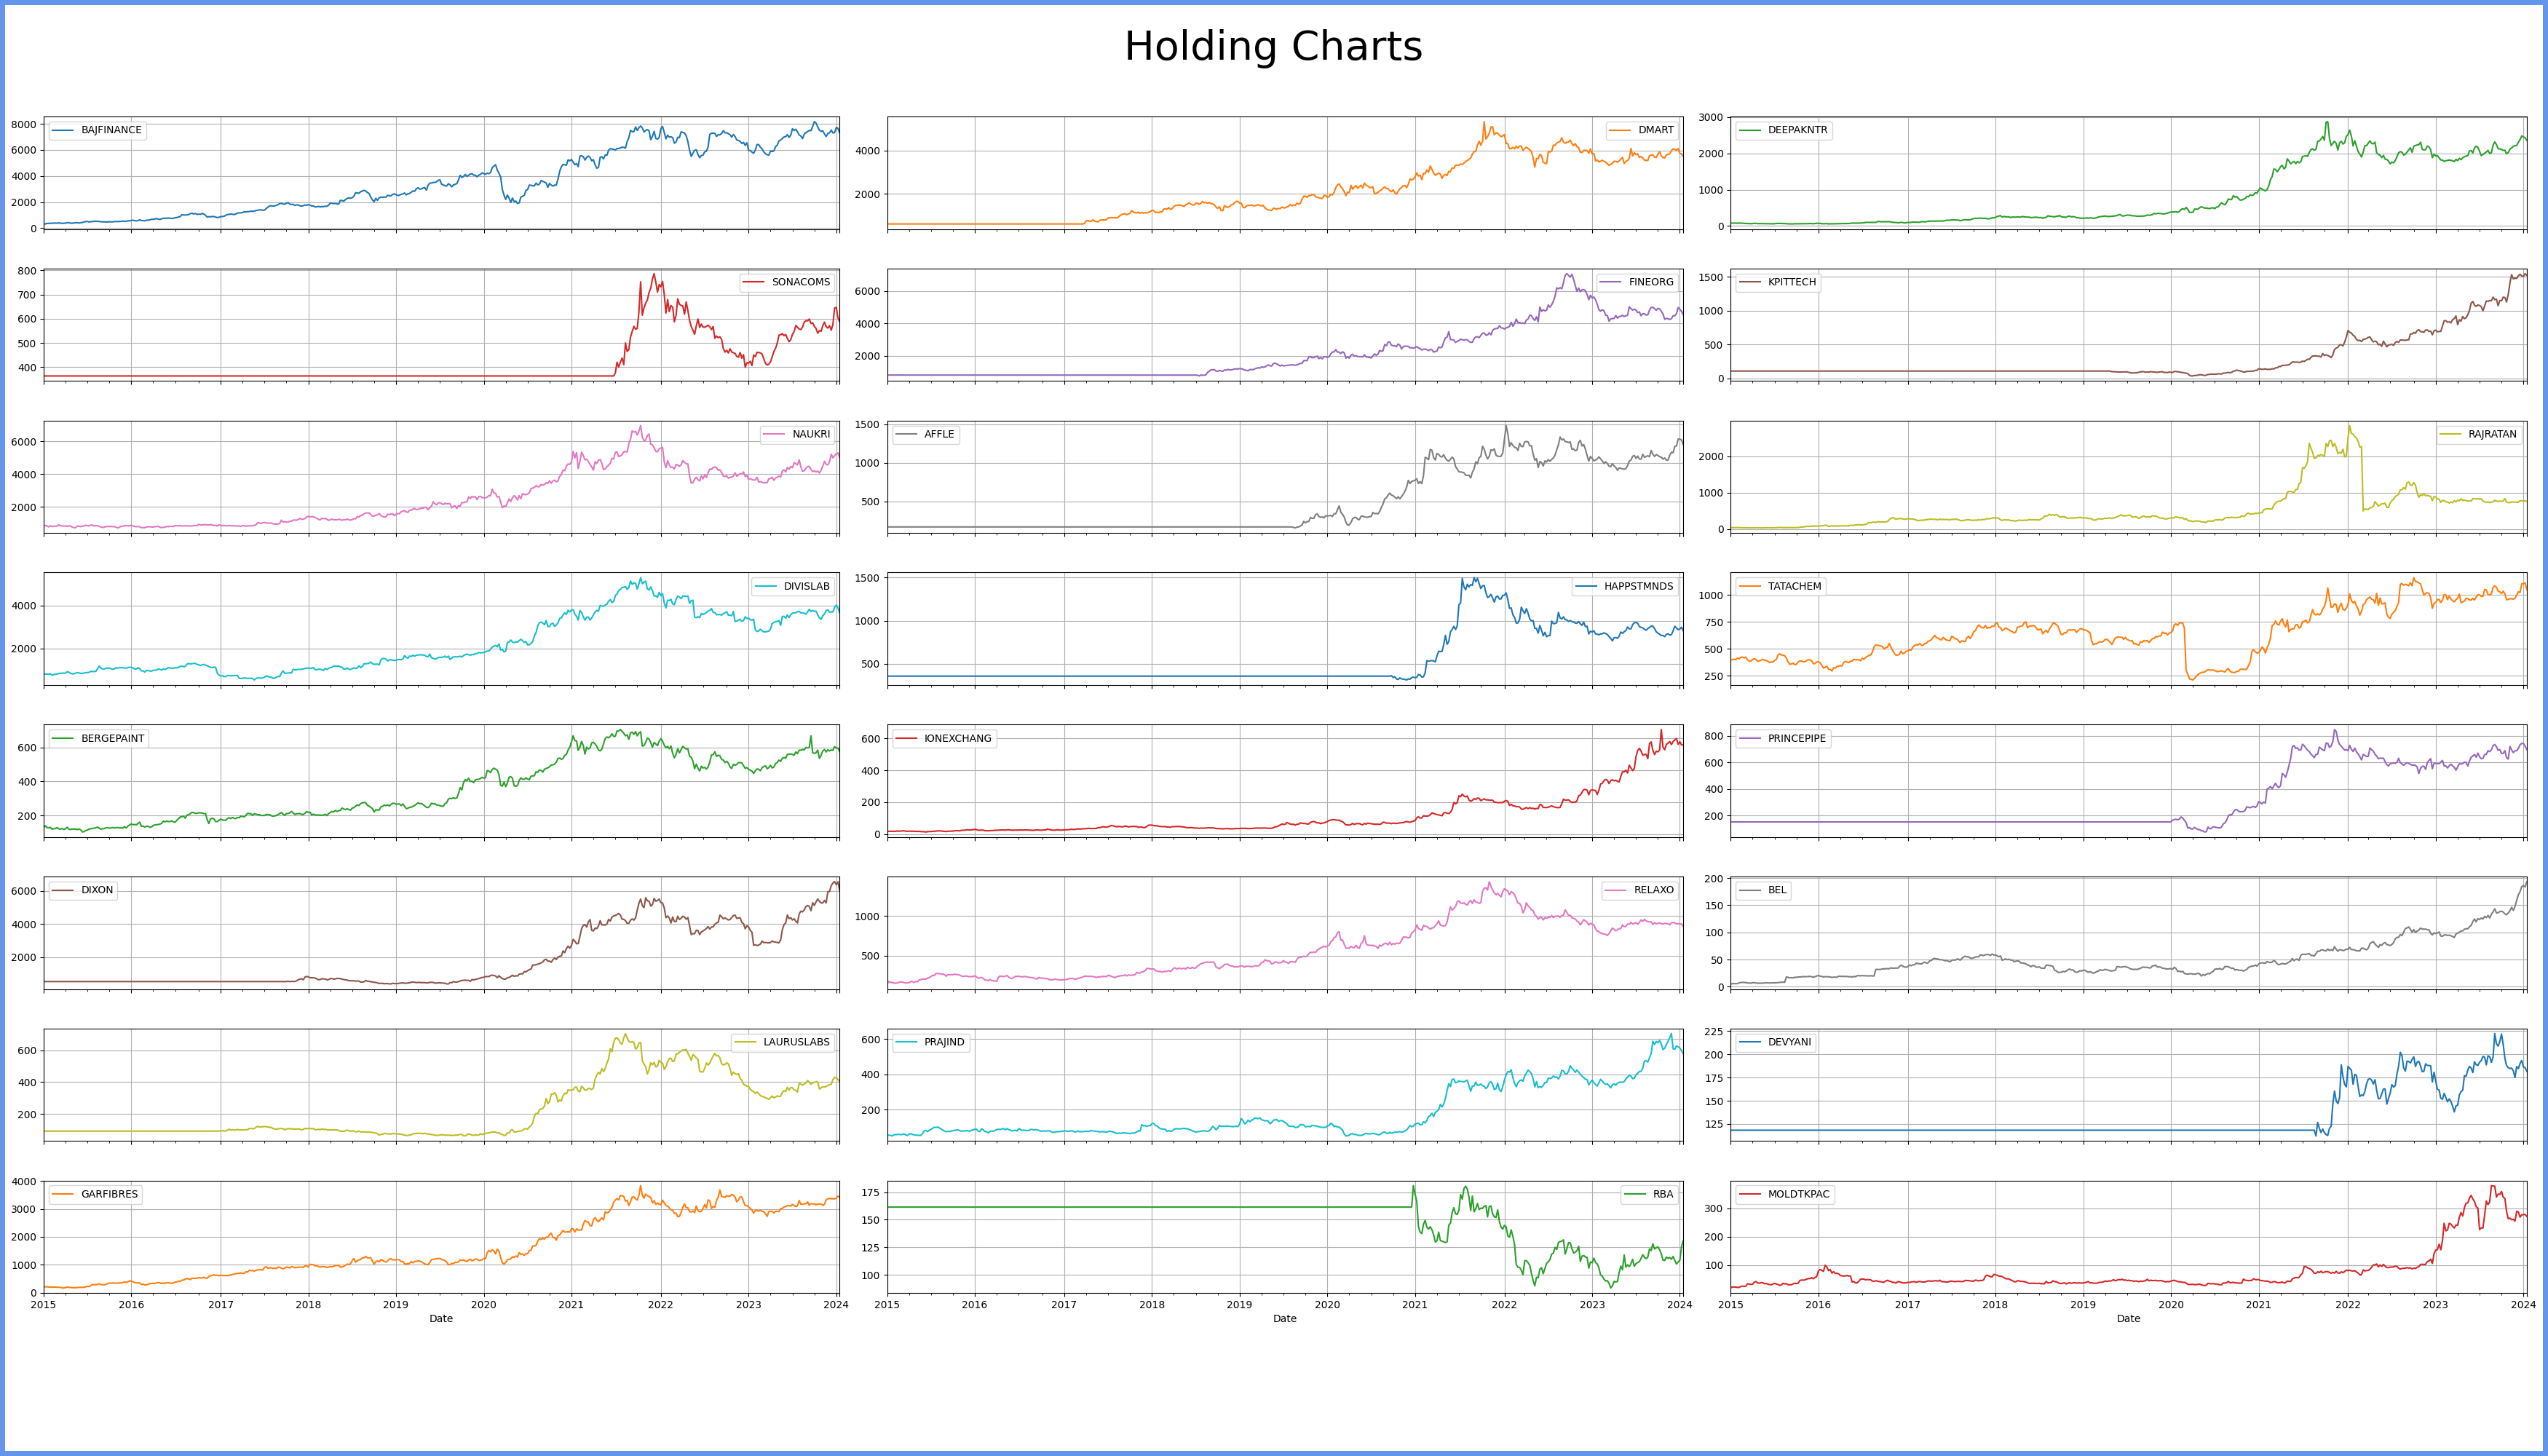 Holding Charts
8000
6000
4000
2000
0
BAJFINANCE
4000
2000
DMART
3000
2000
1000
0
DEEPAKNTR
800
700
600
500
400
SONACOMS
6000
4000
2000
FINEORG
1500
1000
500
0
KPITTECH
6000
4000
2000
NAUKRI
1500
1000
500
AFFLE
2000
1000
0
RAJRATAN
4000
2000
DIVISLAB
1500
1000
500
HAPPSTMNDS
1000
750
500
250
TATACHEM
600
400
200
BERGEPAINT
600
400
200
0
IONEXCHANG
800
600
400
200
PRINCEPIPE
6000
4000
2000
DIXON
1000
500
RELAXO
200
150
100
50
0
BEL
600
400
200
LAURUSLABS
600
400
200
PRAJIND
225
200
175
150
125
DEVYANI
4000
3000
2000
1000
0
GARFIBRES
2015 2016 2017 2018 2019 2020 2021 2022 2023 2024
Date
175
150
125
100
RBA
2015 2016 2017 2018 2019 2020 2021 2022 2023 2024
Date
300
200
100
MOLDTKPAC
2015 2016 2017 2018 2019 2020 2021 2022 2023 2024
Date